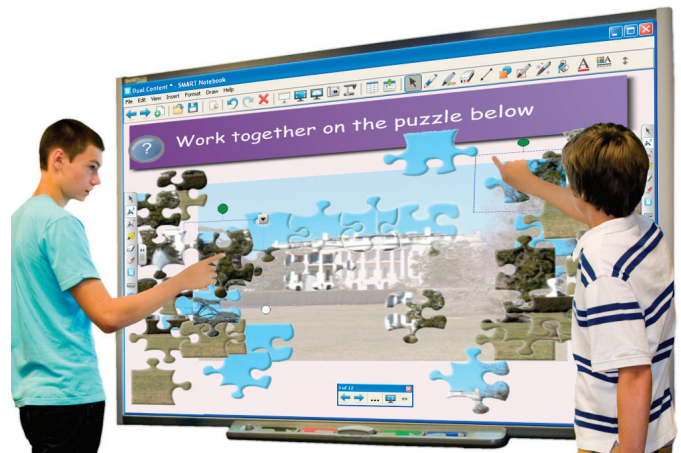 Dual Content * - SMART Notebook
File Edit View Insert Format Draw Help
? Work together on the puzzle below
3 of 12